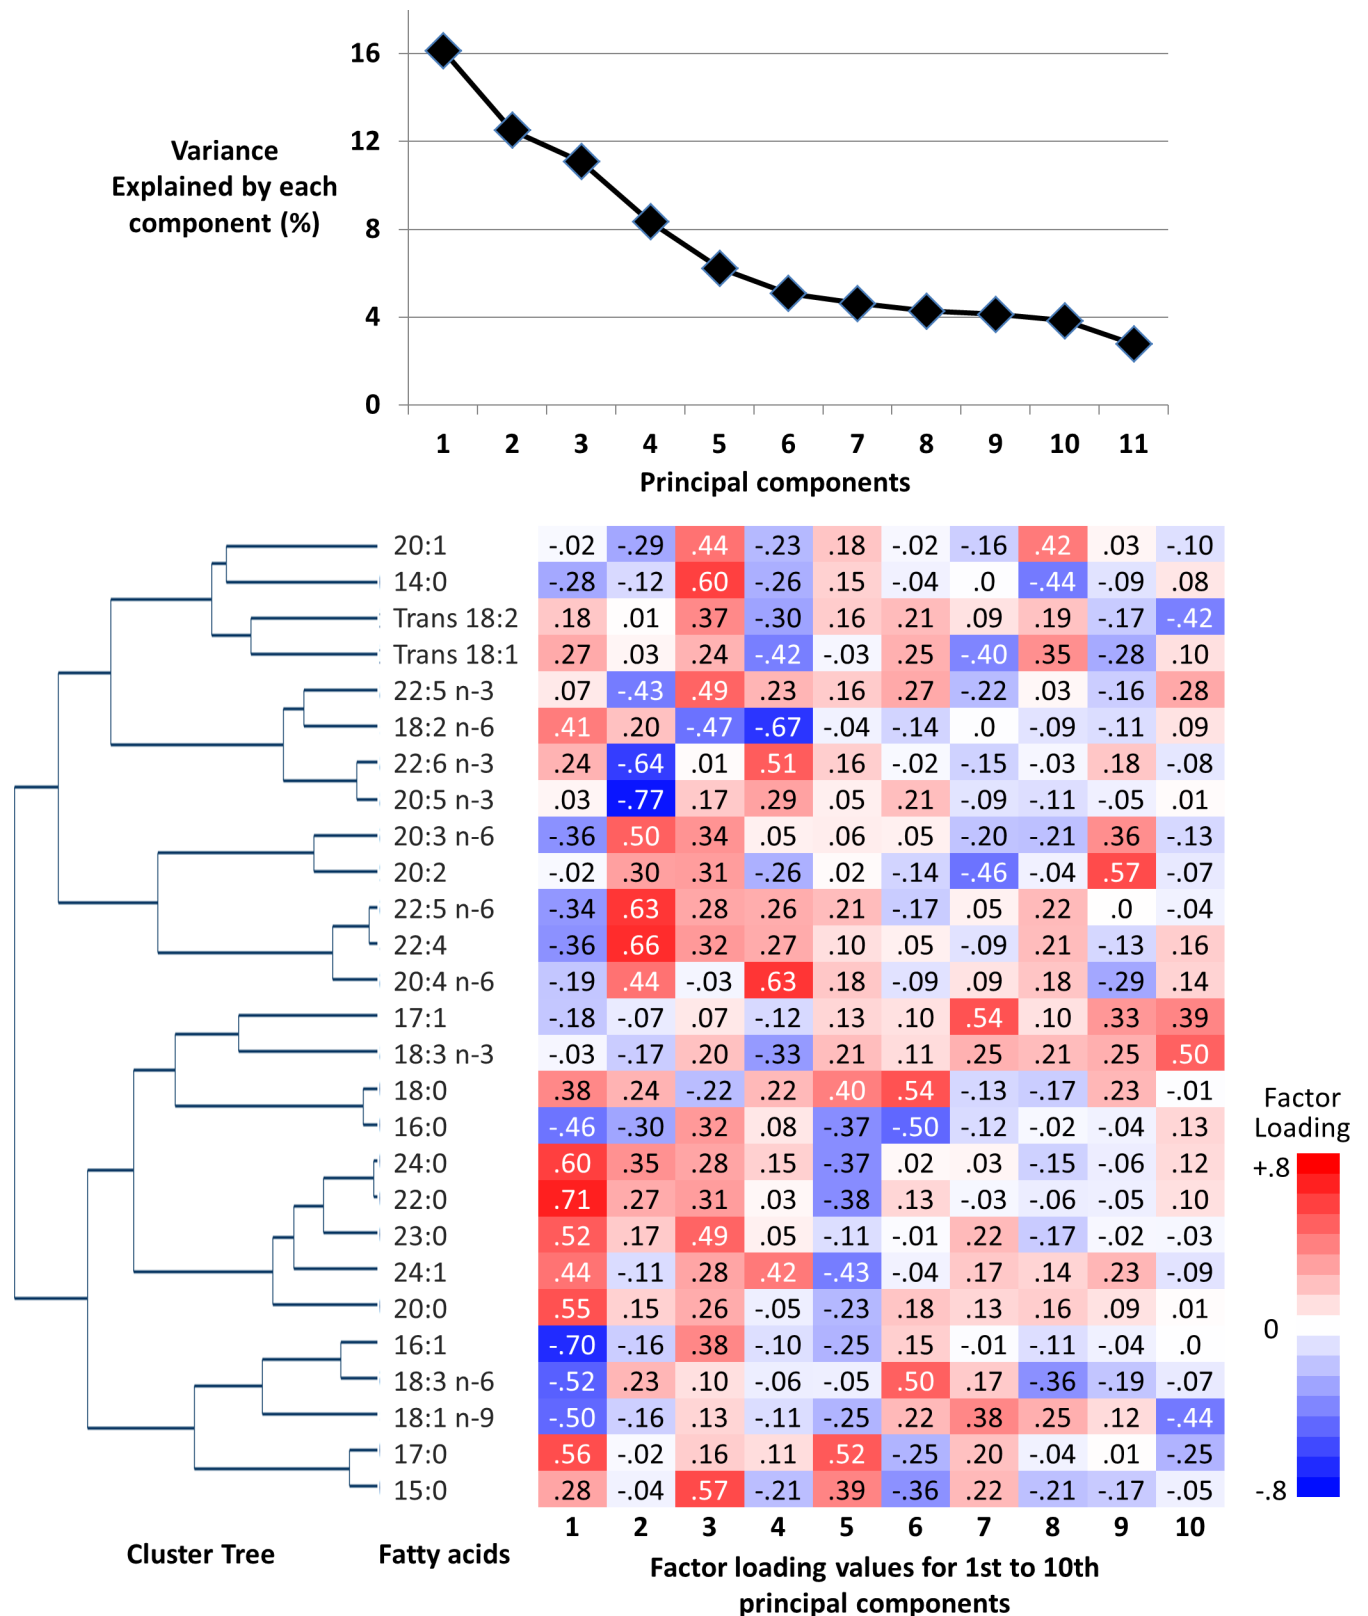 16
12
8
4
0
Variance
Explained by each
component (%)
1 2 3 4 5 6 7 8 9 10 11
Principal components
20:1 -.02 -.29 .44 -.23 .18 -.02 -.16 .42 .03 -.10
14:0 -.28 -.12 .60 -.26 .15 -.04 .0 -.44 -.09 .08
Trans 18:2 .18 .01 .37 -.30 .16 .21 .09 .19 -.17 -.42
Trans 18:1 .27 .03 .24 -.42 -.03 .25 -.40 .35 -.28 .10
22:5 n-3 .07 -.43 .49 .23 .16 .27 -.22 .03 -.16 .28
18:2 n-6 .41 .20 -.47 -.67 -.04 -.14 .0 -.09 -.11 .09
22:6 n-3 .24 -.64 .01 .51 .16 -.02 -.15 -.03 .18 -.08
20:5 n-3 .03 -.77 .17 .29 .05 .21 -.09 -.11 -.05 .01
20:3 n-6 -.36 .50 .34 .05 .06 .05 -.20 -.21 .36 -.13
20:2 -.02 .30 .31 -.26 .02 -.14 -.46 -.04 .57 -.07
22:5 n-6 -.34 .63 .28 .26 .21 -.17 .05 .22 .0 -.04
22:4 -.36 .66 .32 .27 .10 .05 -.09 .21 -.13 .16
20:4 n-6 -.19 .44 -.03 .63 .18 -.09 .09 .18 -.29 .14
17:1 -.18 -.07 .07 -.12 .13 .10 .54 .10 .33 .39
18:3 n-3 -.03 -.17 .20 -.33 .21 .11 .25 .21 .25 .50
18:0 .38 .24 -.22 .22 .40 .54 -.13 -.17 .23 -.01
16:0 -.46 -.30 .32 .08 -.37 -.50 -.12 -.02 -.04 .13
24:0 .60 .35 .28 .15 -.37 .02 .03 -.15 -.06 .12
22:0 .71 .27 .31 .03 -.38 .13 -.03 -.06 -.05 .10
23:0 .52 .17 .49 .05 -.11 -.01 .22 -.17 -.02 -.03
24:1 .44 -.11 .28 .42 -.43 -.04 .17 .14 .23 -.09
20:0 .55 .15 .26 -.05 -.23 .18 .13 .16 .09 .01
16:1 -.70 -.16 .38 -.10 -.25 .15 -.01 -.11 -.04 .0
18:3 n-6 -.52 .23 .10 -.06 -.05 .50 .17 -.36 -.19 -.07
18:1 n-9 -.50 -.16 .13 -.11 -.25 .22 .38 .25 .12 -.44
17:0 .56 -.02 .16 .11 .52 -.25 .20 -.04 .01 -.25
15:0 .28 -.04 .57 -.21 .39 -.36 .22 -.21 -.17 -.05
1 2 3 4 5 6 7 8 9 10
Cluster Tree
Fatty acids
Factor loading values for 1st to 10th
principal components
Factor
Loading
+.8
0
-.8